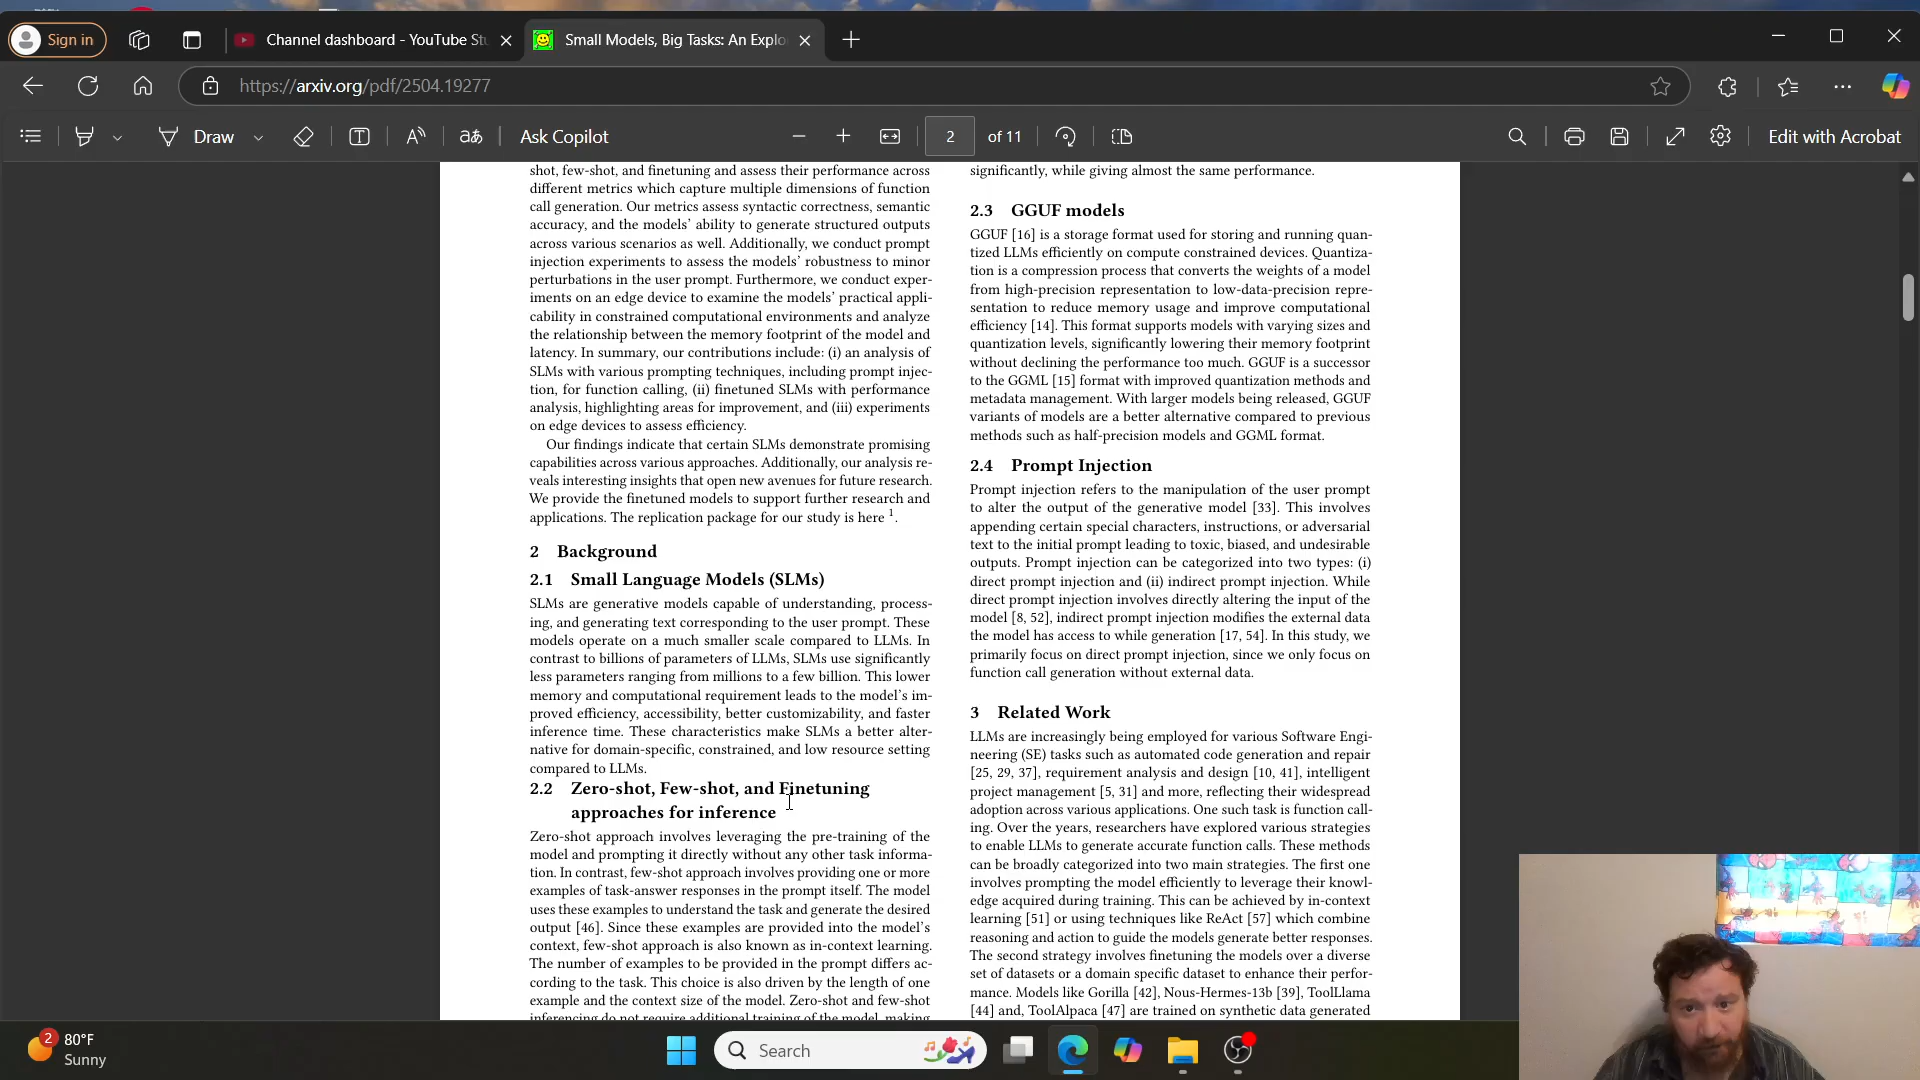 Sign in
Channel dashboard - YouTube Stu
Small Models, Big Tasks: An Explo
https://arxiv.org/pdf/2504.19277
Draw
Ask Copilot
2
of 11
Edit with Acrobat
shot, few-shot, and finetuning and assess their performance across
different metrics which capture multiple dimensions of function
call generation. Our metrics assess syntactic correctness, semantic
accuracy, and the models' ability to generate structured outputs
across various scenarios as well. Additionally, we conduct prompt
injection experiments to assess the models' robustness to minor
perturbations in the user prompt. Furthermore, we conduct exper-
iments on an edge device to examine the models' practical appli-
cability in constrained computational environments and analyze
the relationship between the memory footprint of the model and
latency. In summary, our contributions include: (i) an analysis of
SLMs with various prompting techniques, including prompt injec-
tion, for function calling, (ii) finetuned SLMs with performance
analysis, highlighting areas for improvement, and (iii) experiments
on edge devices to assess efficiency.
Our findings indicate that certain SLMs demonstrate promising
capabilities across various approaches. Additionally, our analysis re-
veals interesting insights that open new avenues for future research.
We provide the finetuned models to support further research and
applications. The replication package for our study is here 1.
2 Background
2.1 Small Language Models (SLMs)
SLMs are generative models capable of understanding, process-
ing, and generating text corresponding to the user prompt. These
models operate on a much smaller scale compared to LLMs. In
contrast to billions of parameters of LLMs, SLMs use significantly
less parameters ranging from millions to a few billion. This lower
memory and computational requirement leads to the model's im-
proved efficiency, accessibility, better customizability, and faster
inference time. These characteristics make SLMs a better alter-
native for domain-specific, constrained, and low resource setting
compared to LLMs.
2.2 Zero-shot, Few-shot, and Finetuning
approaches for inference
Zero-shot approach involves leveraging the pre-training of the
model and prompting it directly without any other task informa-
tion. In contrast, few-shot approach involves providing one or more
examples of task-answer responses in the prompt itself. The model
uses these examples to understand the task and generate the desired
output [46]. Since these examples are provided into the model's
context, few-shot approach is also known as in-context learning.
The number of examples to be provided in the prompt differs ac-
cording to the task. This choice is also driven by the length of one
example and the context size of the model. Zero-shot and few-shot
inferencing do not require additional training of the model, making
significantly, while giving almost the same performance.
2.3 GGUF models
GGUF [16] is a storage format used for storing and running quan-
tized LLMs efficiently on compute constrained devices. Quantiza-
tion is a compression process that converts the weights of a model
from high-precision representation to low-data-precision repre-
sentation to reduce memory usage and improve computational
efficiency [14]. This format supports models with varying sizes and
quantization levels, significantly lowering their memory footprint
without declining the performance too much. GGUF is a successor
to the GGML [15] format with improved quantization methods and
metadata management. With larger models being released, GGUF
variants of models are a better alternative compared to previous
methods such as half-precision models and GGML format.
2.4 Prompt Injection
Prompt injection refers to the manipulation of the user prompt
to alter the output of the generative model [33]. This involves
appending certain special characters, instructions, or adversarial
text to the initial prompt leading to toxic, biased, and undesirable
outputs. Prompt injection can be categorized into two types: (i)
direct prompt injection and (ii) indirect prompt injection. While
direct prompt injection involves directly altering the input of the
model [8, 52], indirect prompt injection modifies the external data
the model has access to while generation [17, 54]. In this study, we
primarily focus on direct prompt injection, since we only focus on
function call generation without external data.
3 Related Work
LLMs are increasingly being employed for various Software Engi-
neering (SE) tasks such as automated code generation and repair
[25, 29, 37], requirement analysis and design [10, 41], intelligent
project management [5, 31] and more, reflecting their widespread
adoption across various applications. One such task is function call-
ing. Over the years, researchers have explored various strategies
to enable LLMs to generate accurate function calls. These methods
can be broadly categorized into two main strategies. The first one
involves prompting the model efficiently to leverage their knowl-
edge acquired during training. This can be achieved by in-context
learning [51] or using techniques like ReAct [57] which combine
reasoning and action to guide the models generate better responses.
The second strategy involves finetuning the models over a diverse
set of datasets or a domain specific dataset to enhance their perfor-
mance. Models like Gorilla [42], Nous-Hermes-13b [39], ToolLlama
[44] and, ToolAlpaca [47] are trained on synthetic data generated
2
80°F
Sunny
Search